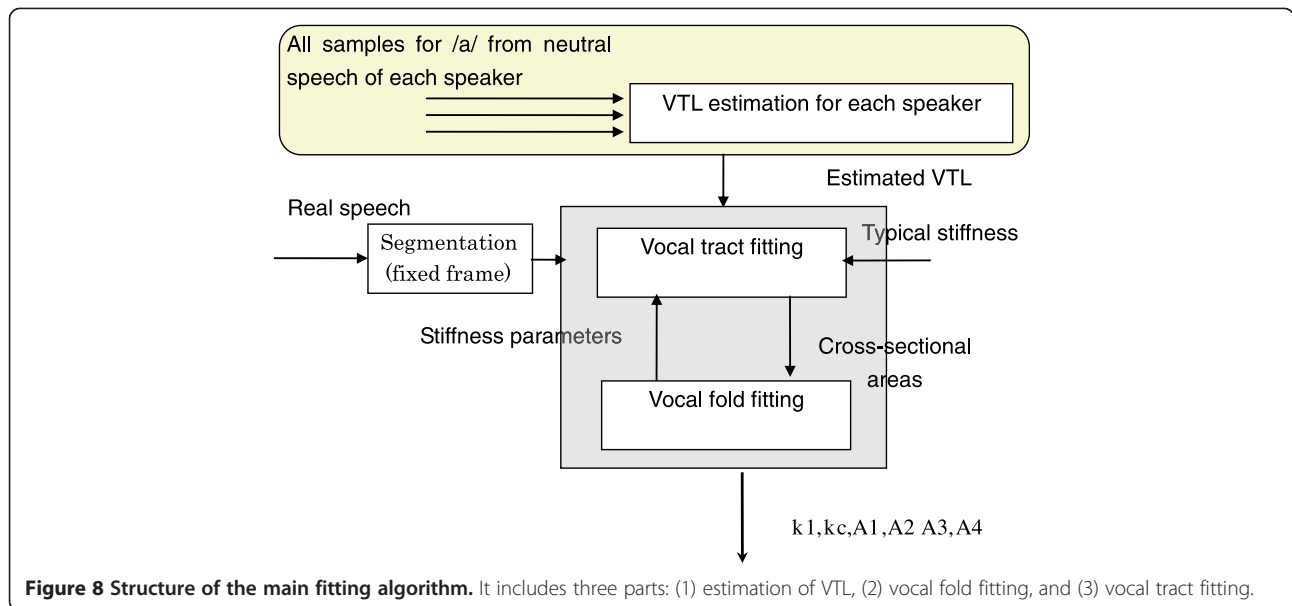 All samples for /a/ from neutral
speech of each speaker
VTL estimation for each speaker
Estimated VTL
Real speech
Segmentation
(fixed frame)
Vocal tract fitting
Typical stiffness
Stiffness parameters
Cross-sectional
areas
Vocal fold fitting
k1,kc,A1,A2 A3,A4
Figure 8 Structure of the main fitting algorithm. It includes three parts: (1) estimation of VTL, (2) vocal fold fitting, and (3) vocal tract fitting.